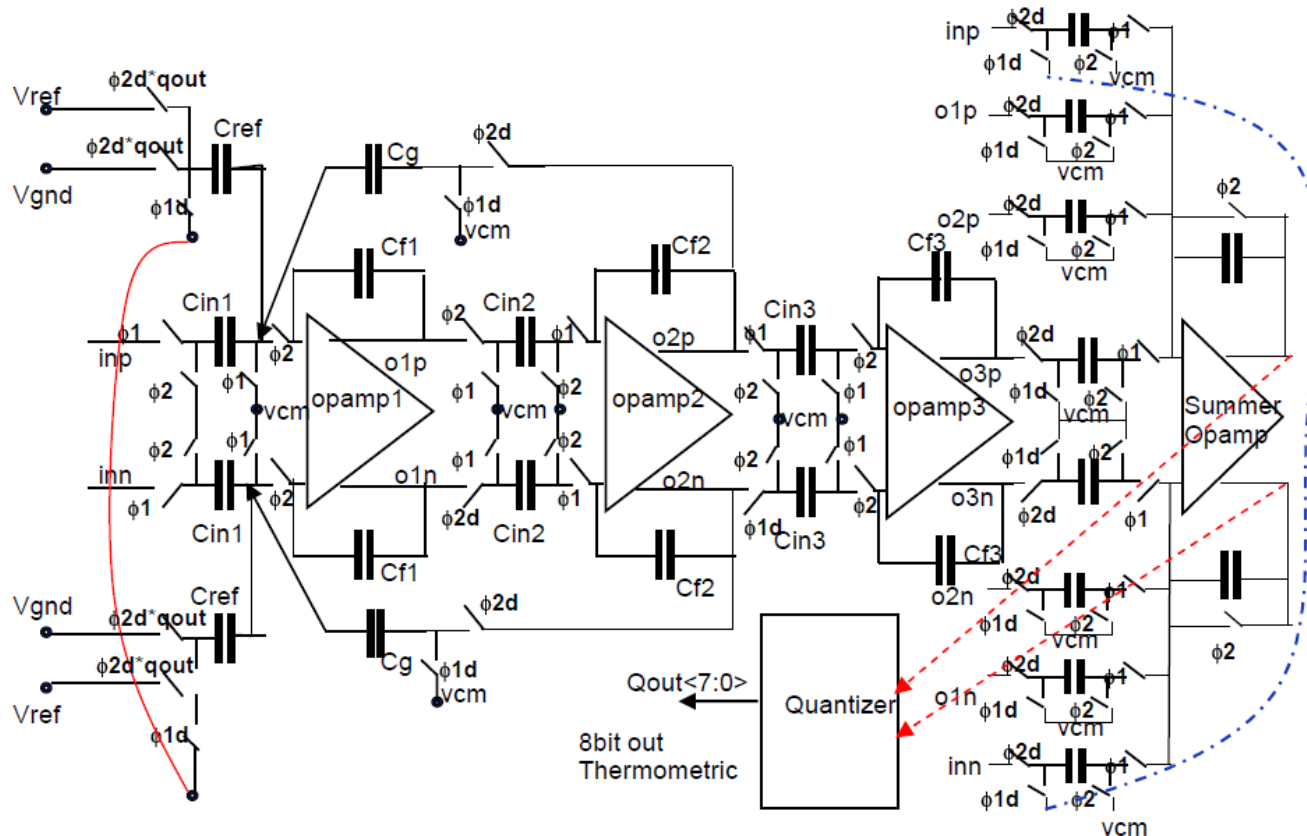 inp
ϕ1
ϕ2d*qout
ϕ1d
ϕ2
vcm
Vref
Cref
ϕ2d
o1p
ϕ1
ϕ2d*qout
ϕ2d
Cg
ϕ1d
ϕ2
vcm
Vgnd
ϕ1d
ϕ1d
vcm
ϕ2d
o2p
ϕ1
ϕ2
ϕ1d
ϕ2
vcm
Cf1
Cf2
Cf3
Cin1
Cin2
Cin3
ϕ1
inp
ϕ2
ϕ2
ϕ1
ϕ1
ϕ2
ϕ2d
ϕ1
o1p
o2p
o3p
ϕ2
ϕ1
vcm
opamp1
ϕ1
vcm
ϕ2
opamp2
ϕ2
vcm
ϕ1
opamp3
ϕ1d
ϕ2
vcm
Summer
Opamp
ϕ2
ϕ1
ϕ1
ϕ2
ϕ2
ϕ1
ϕ1d
ϕ2
inn
ϕ1
ϕ2
o1n
ϕ2d
ϕ1
o2n
ϕ1d
ϕ2
o3n
ϕ2d
ϕ1
Cin1
Cin2
Cin3
Cf1
Cf2
Cf3
Vgnd
ϕ2d*qout
Cref
ϕ2d
o2n
ϕ2d
ϕ1
ϕ1d
ϕ2
vcm
ϕ2
ϕ2d*qout
Cg
ϕ1d
vcm
Vref
ϕ1d
Qout<7:0>
Quantizer
o1n
ϕ2d
ϕ1
ϕ1d
ϕ2
vcm
8bit out
Thermometric
inn
ϕ2d
ϕ1
ϕ1d
ϕ2
vcm